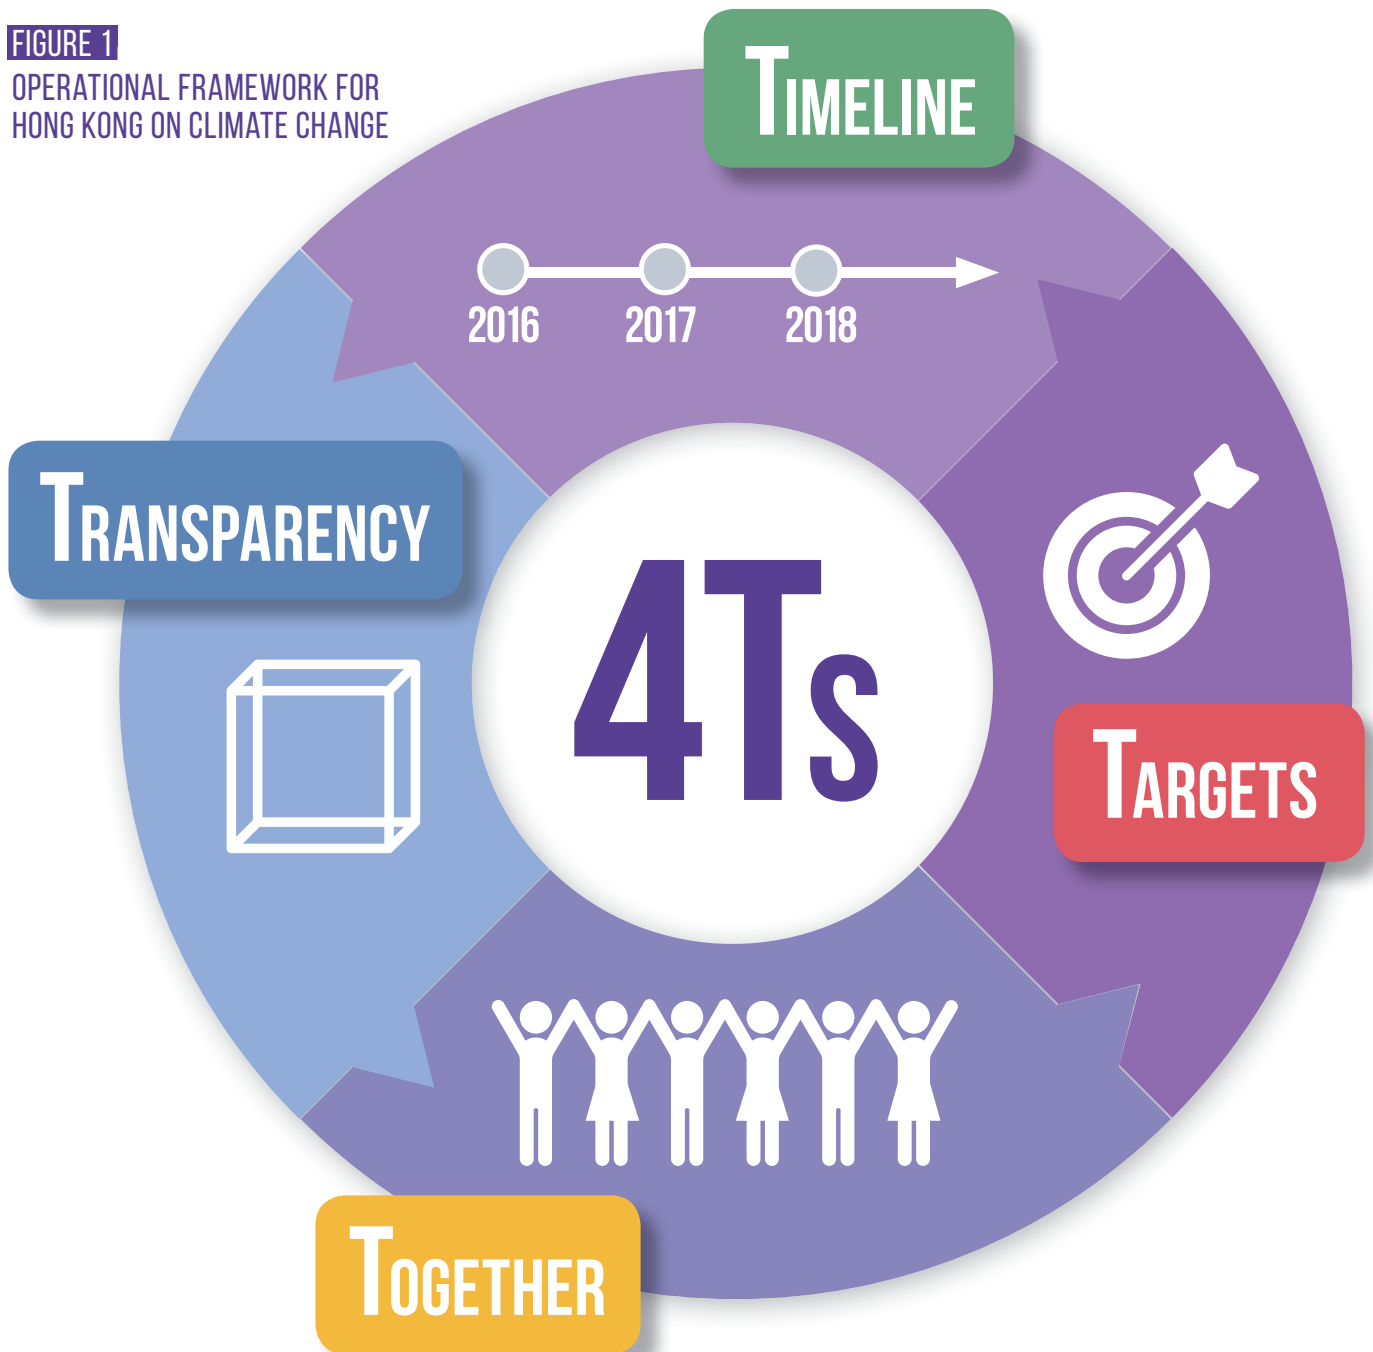 FIGURE 1
OPERATIONAL FRAMEWORK FOR
HONG KONG ON CLIMATE CHANGE
TIMELINE
2016 2017 2018
TRANSPARENCY
4Ts
TARGETS
TOGETHER